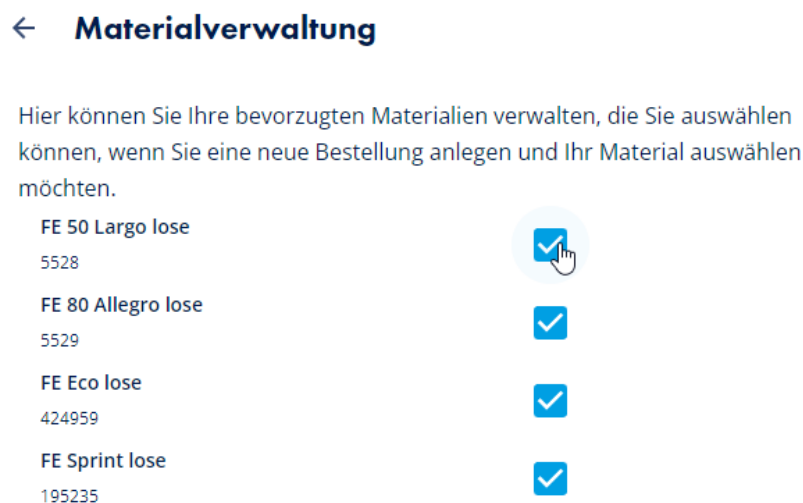 Materialverwaltung
Hier können Sie Ihre bevorzugten Materialien verwalten, die Sie auswählen
können, wenn Sie eine neue Bestellung anlegen und Ihr Material auswählen
möchten.
FE 50 Largo lose
5528
FE 80 Allegro lose
5529
FE Eco lose
424959
FE Sprint lose
195235